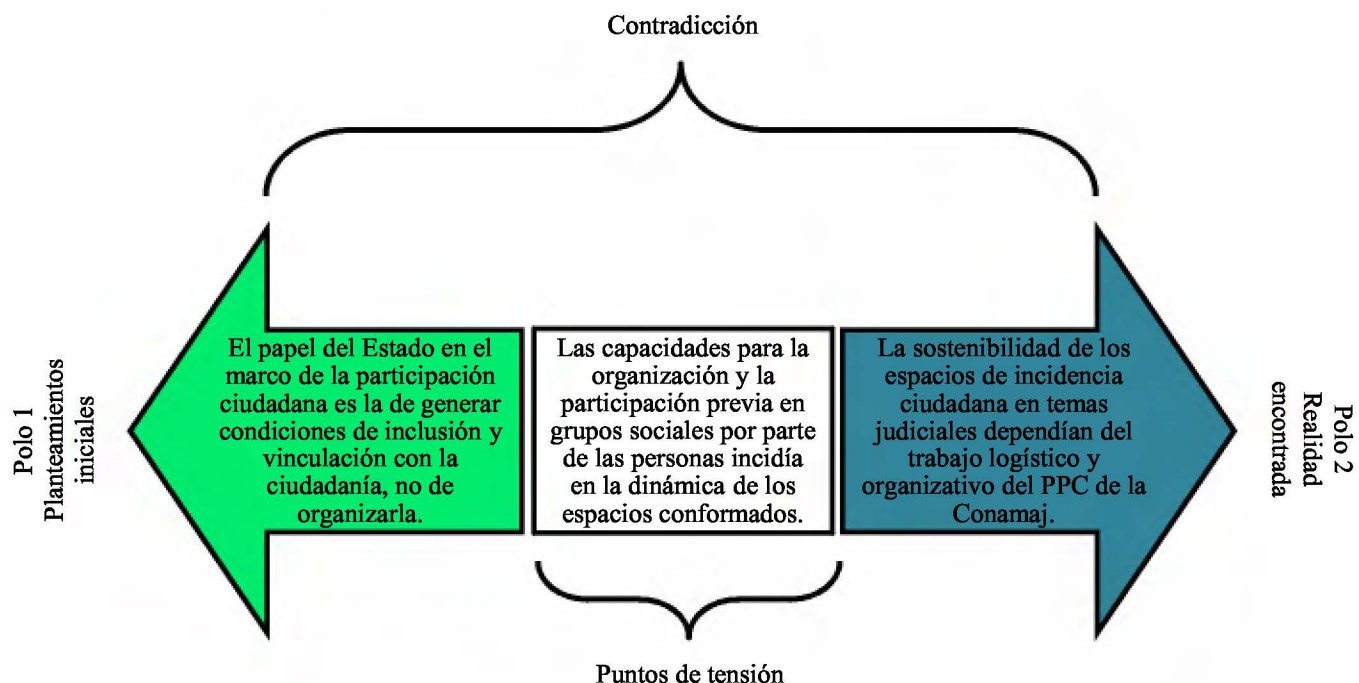 Contradicción
Polo 1
Planteamientos
iniciales
El papel del Estado en el
marco de la participación
ciudadana es la de generar
condiciones de inclusión y
vinculación con la
ciudadanía, no de
organizarla.
Las capacidades para la
organización y la
participación previa en
grupos sociales por parte
de las personas incidía
en la dinámica de los
espacios conformados.
La sostenibilidad de los
espacios de incidencia
ciudadana en temas
judiciales dependían del
trabajo logístico y
organizativo del PPC de la
Conamaj.
Polo 2
Realidad
encontrada
Puntos de tensión